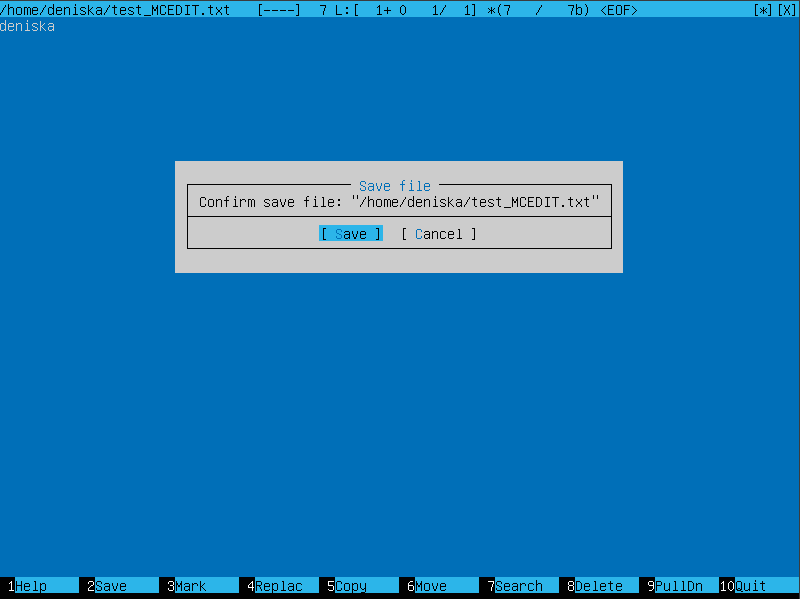 /home/deniska/test_MCEDIT.txt [----] 7 L:[ 1+ 0 1/ 1] *(7 / 7b) <EOF> [*][X]
deniska
Save file
Confirm save file: "/home/deniska/test_MCEDIT.txt"
[ Save ] [ Cancel ]
1Help 2Save 3Mark 4Replac 5Copy 6Move 7Search 8Delete 9PullDn 10Quit